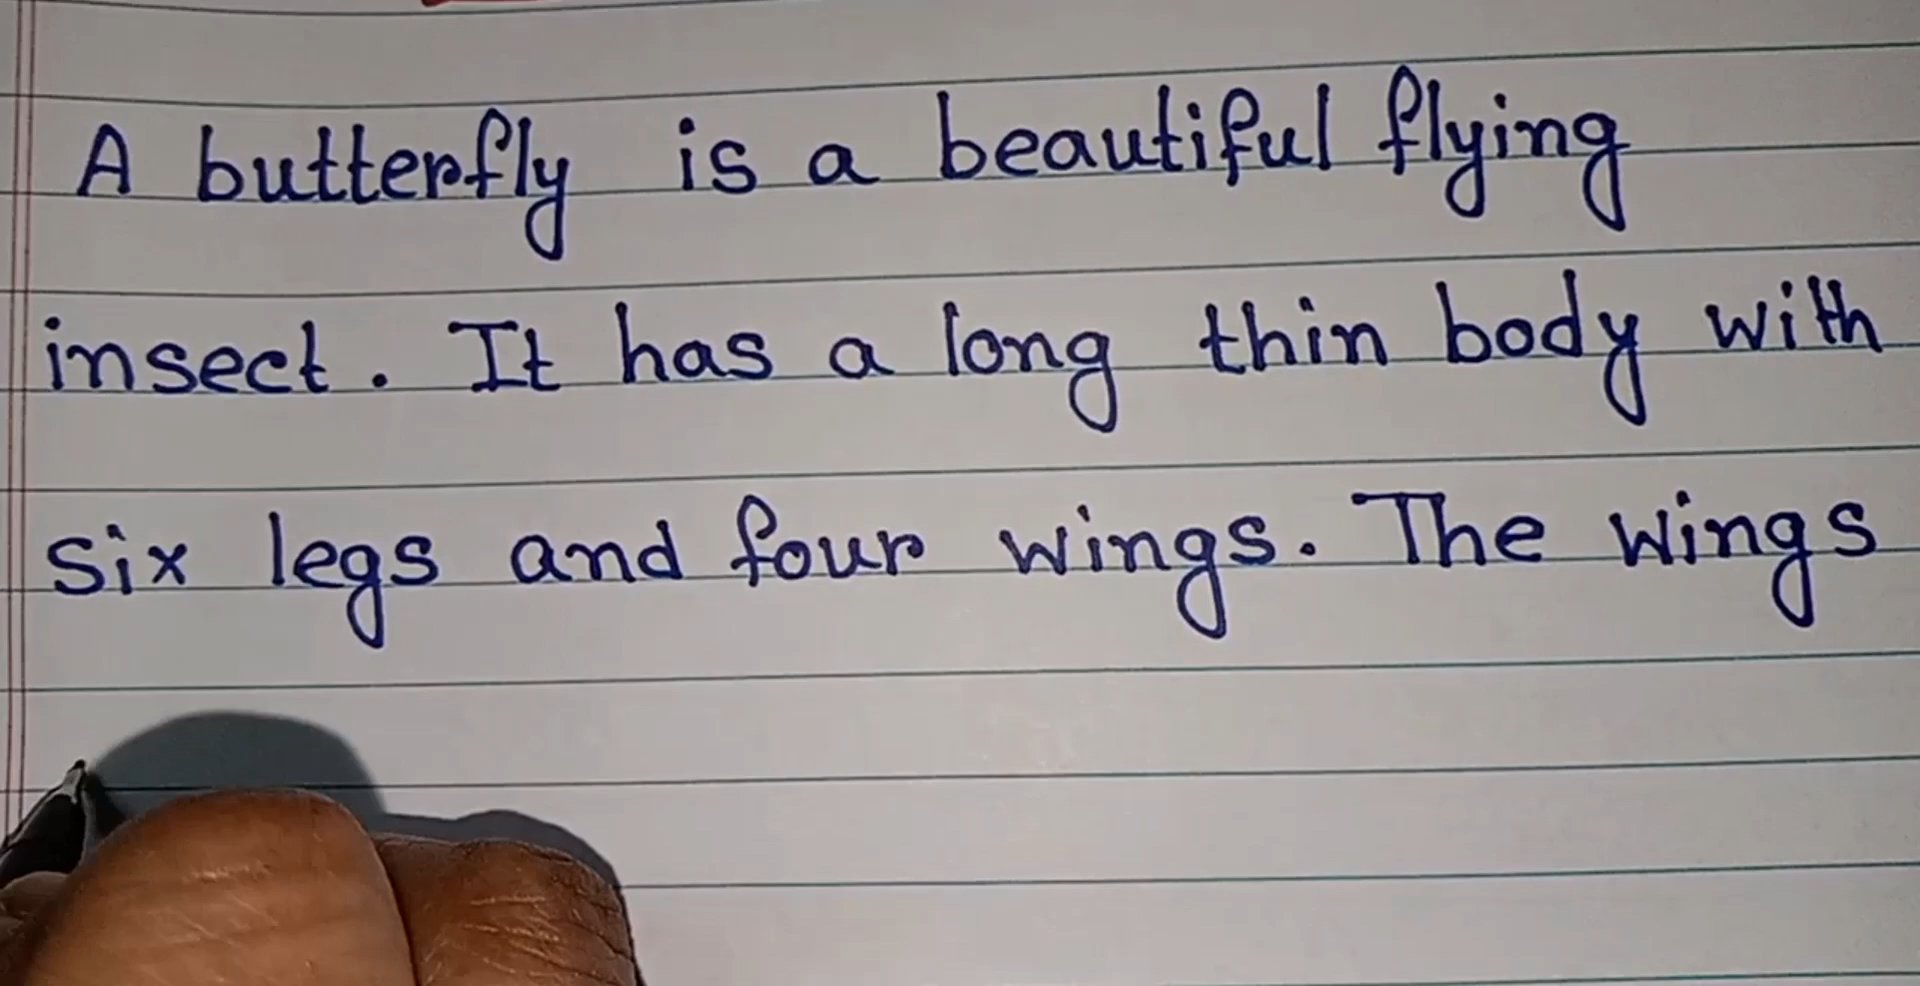 A butterfly is a beautiful flying
insect. It has a long thin body with
six legs and four wings. The wings